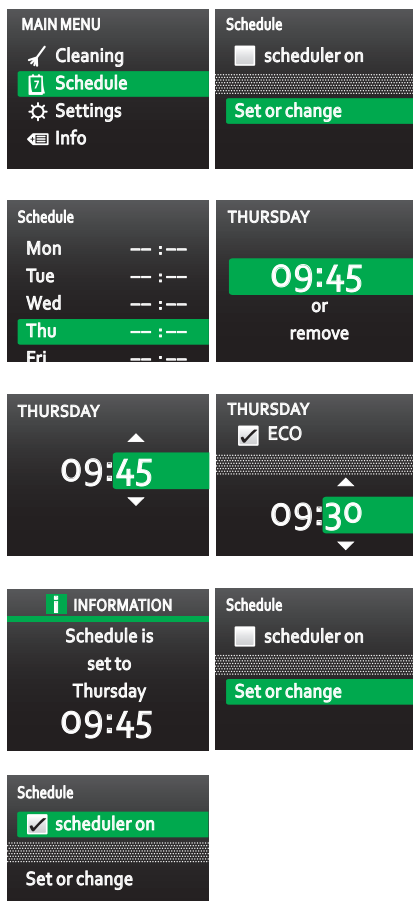 MAIN MENU
Cleaning
7 Schedule
Settings
Info
Schedule
scheduler on
Set or change
Schedule
Mon -- : --
Tue -- : --
Wed -- : --
Thu -- : --
Fri -- : --
THURSDAY
09:45
or
remove
THURSDAY
09:45
THURSDAY
ECO
09:30
i INFORMATION
Schedule is
set to
Thursday
09:45
Schedule
scheduler on
Set or change
Schedule
scheduler on
Set or change